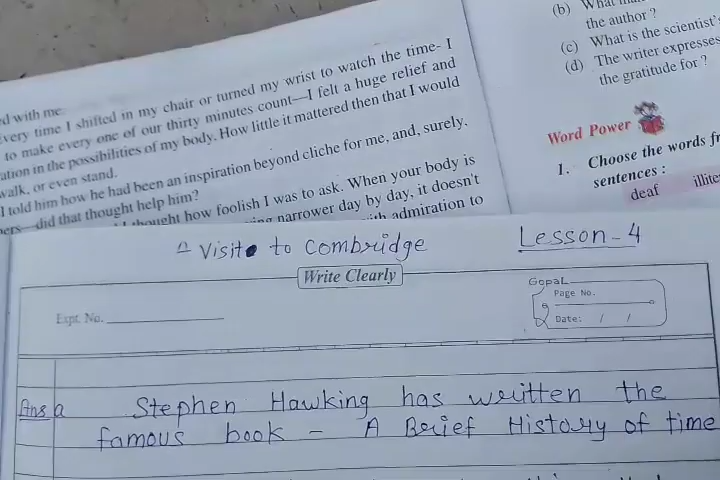 ed with me
Every time I shifted in my chair or turned my wrist to watch the time- I
to make every one of our thirty minutes count—I felt a huge relief and
ation in the possibilities of my body. How little it mattered then that I would
walk, or even stand.
I told him how he had been an inspiration beyond cliche for me, and, surely.
ers—did that thought help him?
I thought how foolish I was to ask. When your body is
narrower day by day, it doesn't
admiration to
(b) What
the author ?
(c) What is the scientist's
(d) The writer expresses
the gratitude for ?
Word Power
1. Choose the words fr
sentences :
deaf illite
A Visit to Combridge Lesson-4
Write Clearly
Expt. No.
Gopal
Page No.
Date: / /
Ans a Stephen Hawking has written the
famous book - A Brief History of time